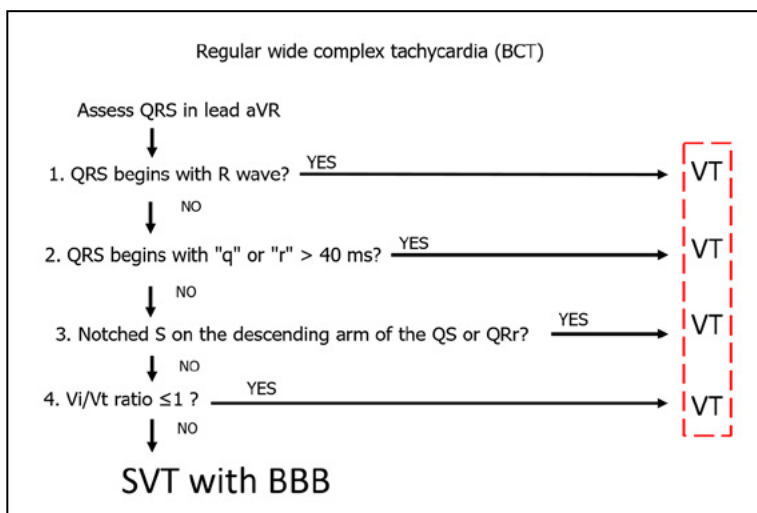 Regular wide complex tachycardia (BCT)
Assess QRS in lead aVR
1. QRS begins with R wave?
YES
VT
NO
2. QRS begins with "q" or "r" > 40 ms?
YES
VT
NO
3. Notched S on the descending arm of the QS or QRr?
YES
VT
NO
4. Vi/Vt ratio ≤1 ?
YES
VT
NO
SVT with BBB